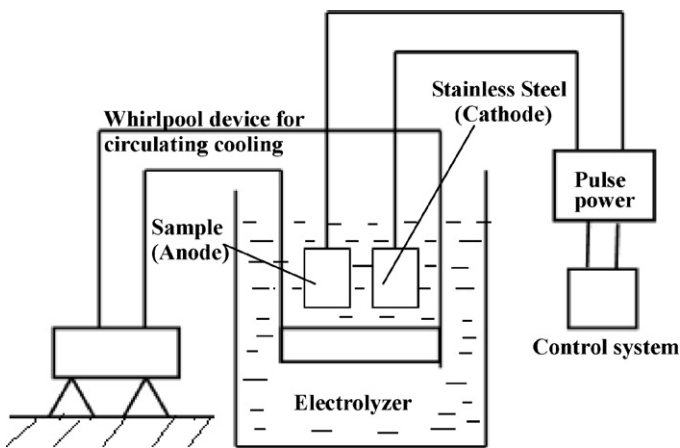 Stainless Steel
(Cathode)
Whirlpool device for
circulating cooling
Pulse
power
Sample
(Anode)
Control system
Electrolyzer